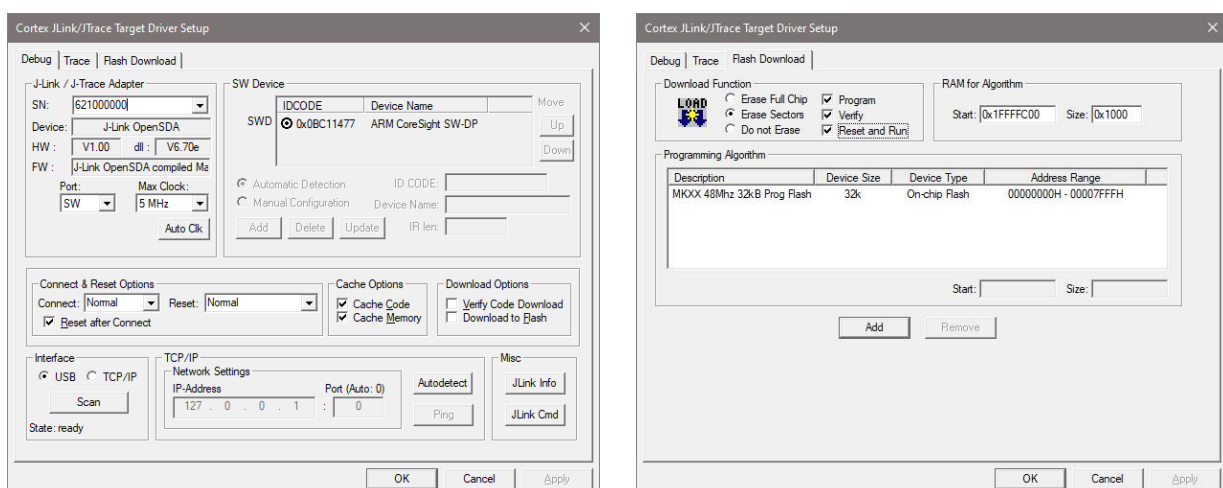 Cortex JLink/JTrace Target Driver Setup
Debug Trace Flash Download
J-Link / J-Trace Adapter
SN: 621000000
Device: J-Link OpenSDA
HW : V1.00 dll : V6.70e
FW : J-Link OpenSDA compiled Ma
Port: Max Clock:
SW 5 MHz
Auto Clk
SW Device
IDCODE Device Name Move
SWD 0x0BC11477 ARM CoreSight SW-DP Up
Down
Automatic Detection ID CODE:
Manual Configuration Device Name:
Add Delete Update IR len:
Connect & Reset Options
Connect: Normal Reset: Normal
Reset after Connect
Cache Options
Cache Code
Cache Memory
Download Options
Verify Code Download
Download to Flash
Interface
USB TCP/IP
Scan
State: ready
TCP/IP
Network Settings
IP-Address Port (Auto: 0)
127 . 0 . 0 . 1 : 0
Autodetect
Ping
Misc
JLink Info
JLink Cmd
OK Cancel Apply
Cortex JLink/JTrace Target Driver Setup
Debug Trace Flash Download
Download Function
LOAD
Erase Full Chip Program
Erase Sectors Verify
Do not Erase Reset and Run
RAM for Algorithm
Start: 0x1FFFFC00 Size: 0x1000
Programming Algorithm
Description Device Size Device Type Address Range
MKXX 48Mhz 32kB Prog Flash 32k On-chip Flash 00000000H - 00007FFFH
Start: Size:
Add Remove
OK Cancel Apply